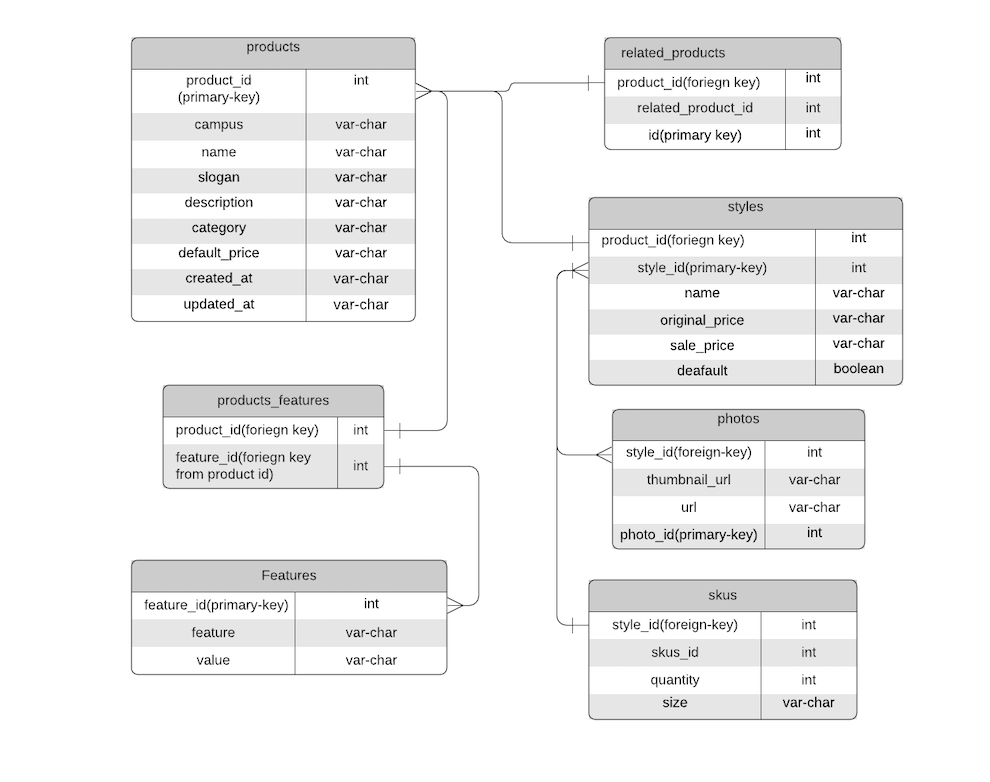 products
product_id
(primary-key)
int
campus
var-char
name
var-char
slogan
var-char
description
var-char
category
var-char
default_price
var-char
created_at
var-char
updated_at
var-char
related_products
product_id(foriegn key)
int
related_product_id
int
id(primary key)
int
styles
product_id(foriegn key)
int
style_id(primary-key)
int
name
var-char
original_price
var-char
sale_price
var-char
deafault
boolean
products_features
product_id(foriegn key)
int
feature_id(foriegn key
from product id)
int
photos
style_id(foreign-key)
int
thumbnail_url
var-char
url
var-char
photo_id(primary-key)
int
Features
feature_id(primary-key)
int
feature
var-char
value
var-char
skus
style_id(foreign-key)
int
skus_id
int
quantity
int
size
var-char